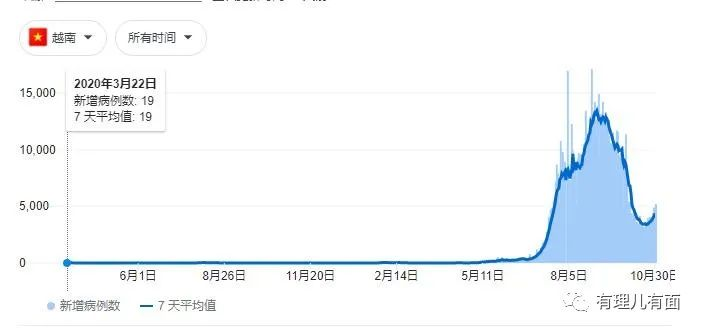 越南
所有时间
2020年3月22日
新增病例数: 19
7 天平均值: 19
15,000
10,000
5,000
0
6月1日 8月26日 11月20日 2月14日 5月11日 8月5日 10月30日
新增病例数 7 天平均值
有理儿有面